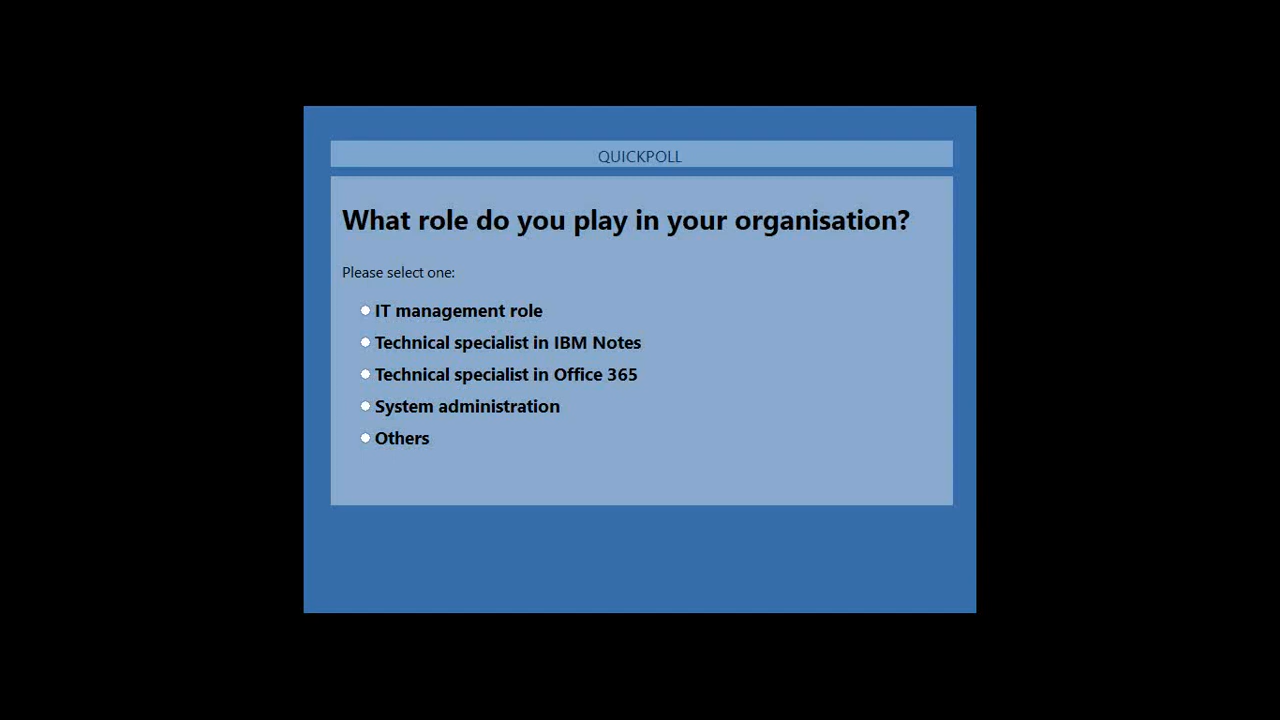 QUICKPOLL
What role do you play in your organisation?
Please select one:
IT management role
Technical specialist in IBM Notes
Technical specialist in Office 365
System administration
Others